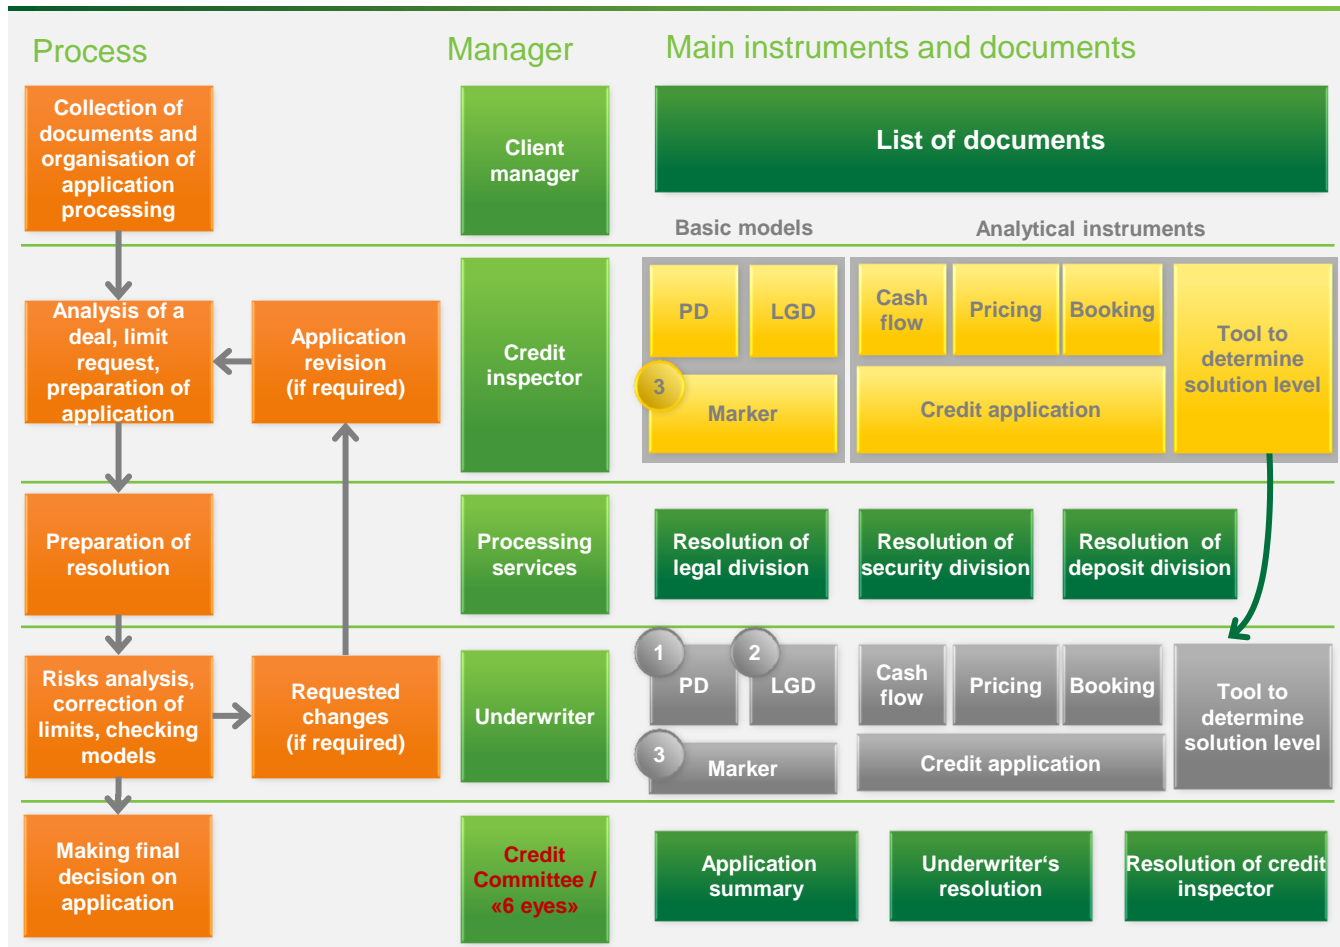 Process
Manager
Main instruments and documents
Collection of
documents and
organisation of
application
processing
Client
manager
List of documents
Basic models
Analytical instruments
Analysis of a
deal, limit
request,
preparation of
application
Application
revision
(if required)
Credit
inspector
PD
LGD
3
Marker
Cash
flow
Pricing
Booking
Credit application
Tool to
determine
solution level
Preparation of
resolution
Processing
services
Resolution of
legal division
Resolution of
security division
Resolution  of
deposit division
Risks analysis,
correction of
limits, checking
models
Requested
changes
(if required)
Underwriter
1
PD
2
LGD
3
Marker
Cash
flow
Pricing
Booking
Credit application
Tool to
determine
solution level
Making final
decision on
application
Credit
Committee /
«6 eyes»
Application
summary
Underwriter‘s
resolution
Resolution of credit
inspector